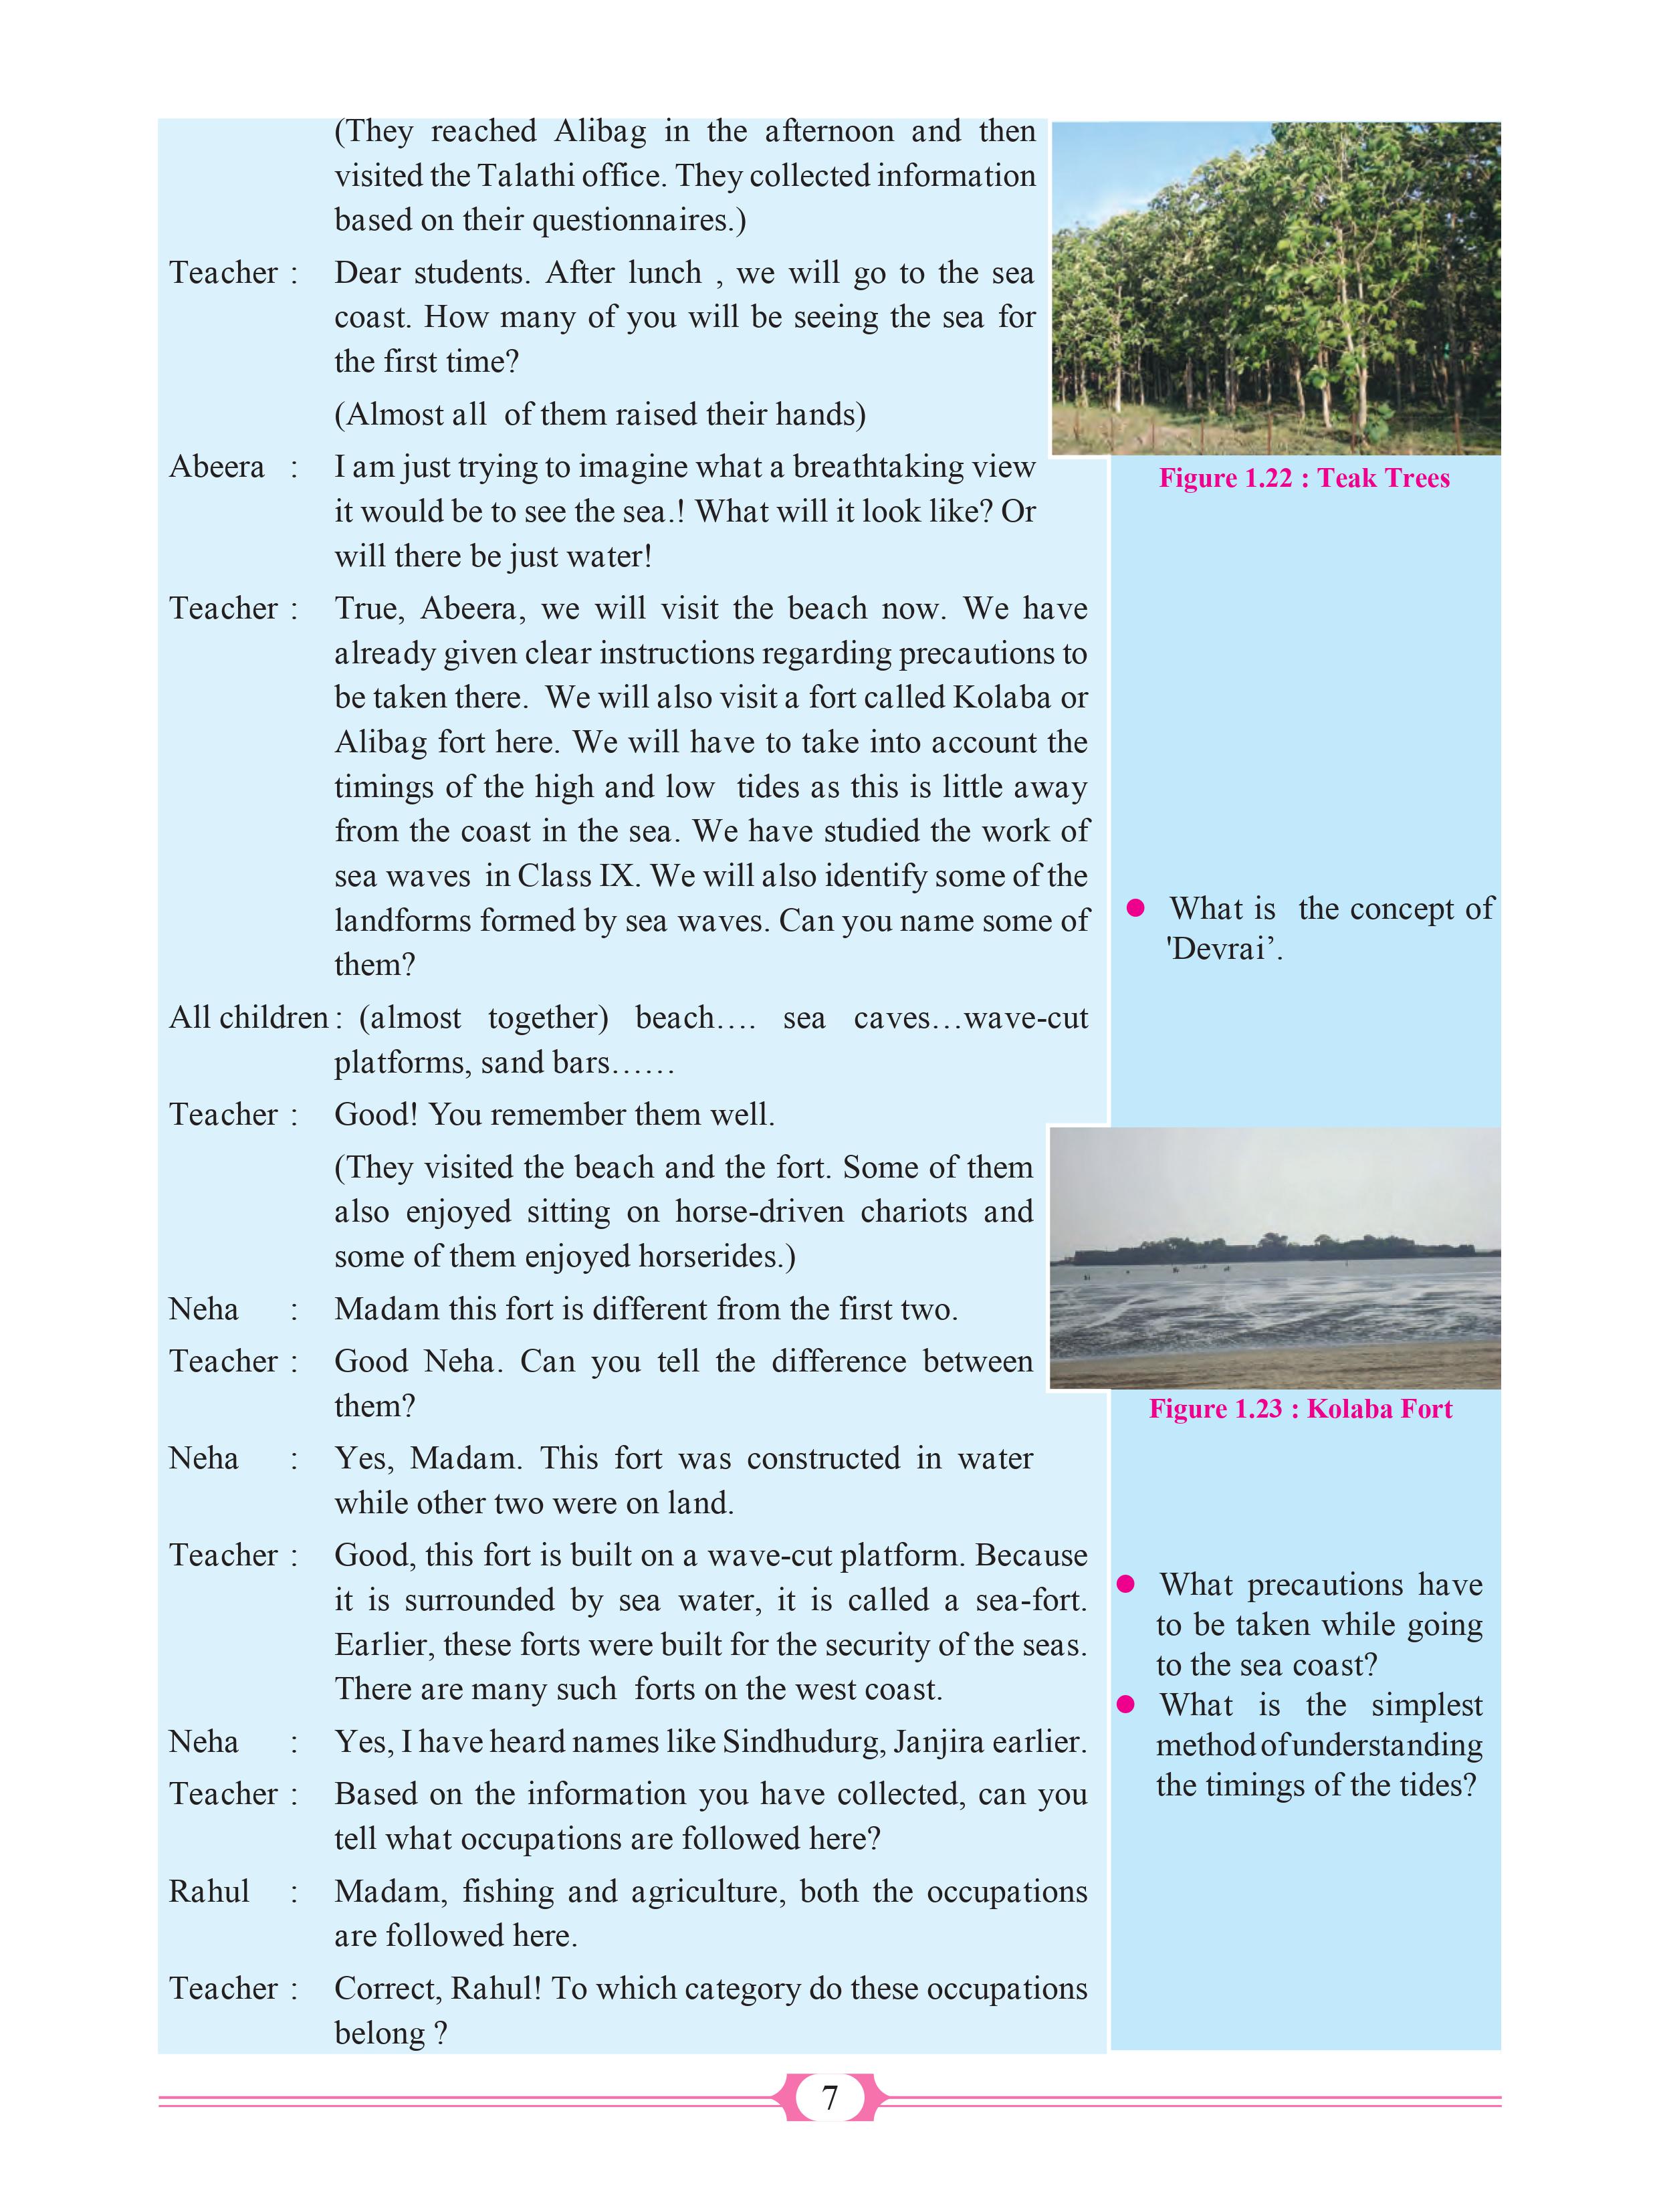 (They reached Alibag in the afternoon and then
visited the Talathi office. They collected information
based on their questionnaires.)
Teacher : Dear students. After lunch , we will go to the sea
coast. How many of you will be seeing the sea for
the first time?
(Almost all of them raised their hands)
Abeera : I am just trying to imagine what a breathtaking view
it would be to see the sea.! What will it look like? Or
will there be just water!
Teacher : True, Abeera, we will visit the beach now. We have
already given clear instructions regarding precautions to
be taken there. We will also visit a fort called Kolaba or
Alibag fort here. We will have to take into account the
timings of the high and low tides as this is little away
from the coast in the sea. We have studied the work of
sea waves in Class IX. We will also identify some of the
landforms formed by sea waves. Can you name some of
them?
All children : (almost together) beach.... sea caves...wave-cut
platforms, sand bars......
Teacher : Good! You remember them well.
(They visited the beach and the fort. Some of them
also enjoyed sitting on horse-driven chariots and
some of them enjoyed horserides.)
Neha : Madam this fort is different from the first two.
Teacher : Good Neha. Can you tell the difference between
them?
Neha : Yes, Madam. This fort was constructed in water
while other two were on land.
Teacher : Good, this fort is built on a wave-cut platform. Because
it is surrounded by sea water, it is called a sea-fort.
Earlier, these forts were built for the security of the seas.
There are many such forts on the west coast.
Neha : Yes, I have heard names like Sindhudurg, Janjira earlier.
Teacher : Based on the information you have collected, can you
tell what occupations are followed here?
Rahul : Madam, fishing and agriculture, both the occupations
are followed here.
Teacher : Correct, Rahul! To which category do these occupations
belong ?
Figure 1.22 : Teak Trees
● What is the concept of
'Devrai’.
Figure 1.23 : Kolaba Fort
● What precautions have
to be taken while going
to the sea coast?
● What is the simplest
method of understanding
the timings of the tides?
7